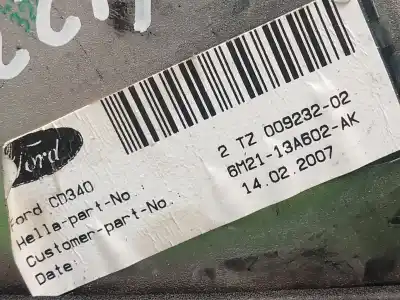 Ford
Ford CD340
Hella-part-No.: 2 TZ 009232-02
Customer-part-No. 6M21-13A602-AK
Date: 14.02.2007